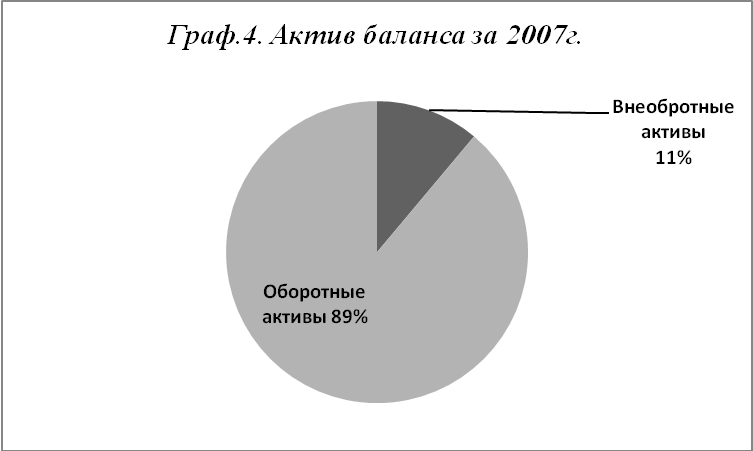 Граф.4. Актив баланса за 2007г.
Внеобротные
активы
11%
Оборотные
активы 89%